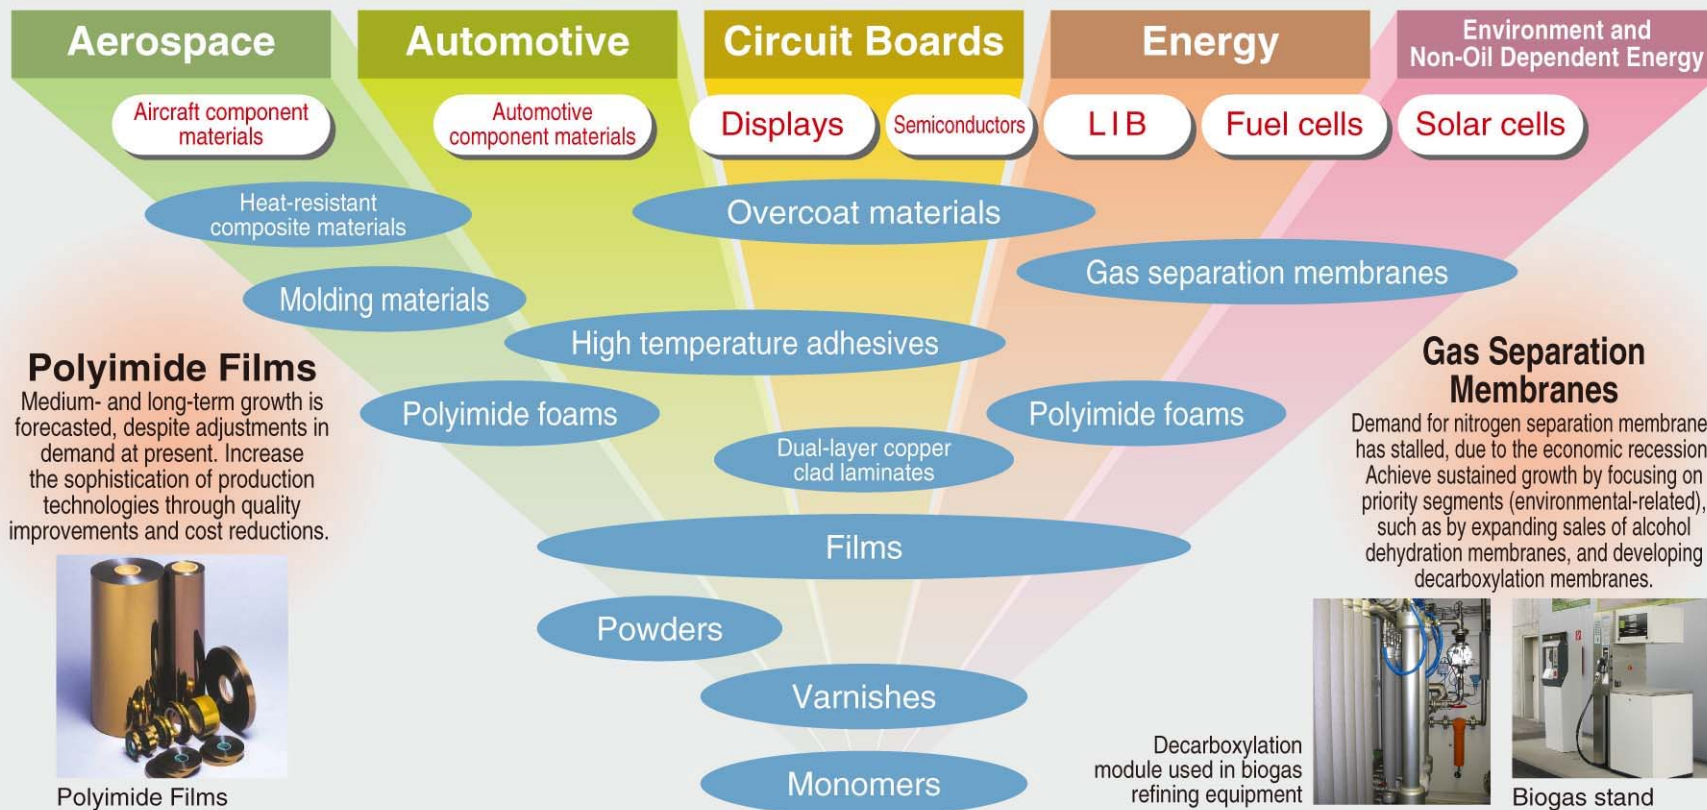 Aerospace
Automotive
Circuit Boards
Energy
Environment and
Non-Oil Dependent Energy
Aircraft component
materials
Automotive
component materials
Displays
Semiconductors
LIB
Fuel cells
Solar cells
Heat-resistant
composite materials
Overcoat materials
Gas separation membranes
Molding materials
High temperature adhesives
Polyimide foams
Polyimide foams
Dual-layer copper
clad laminates
Films
Powders
Varnishes
Monomers
Polyimide Films
Medium- and long-term growth is
forecasted, despite adjustments in
demand at present. Increase
the sophistication of production
technologies through quality
improvements and cost reductions.
Polyimide Films
Gas Separation
Membranes
Demand for nitrogen separation membrane
has stalled, due to the economic recession
Achieve sustained growth by focusing on
priority segments (environmental-related),
such as by expanding sales of alcohol
dehydration membranes, and developing
decarboxylation membranes.
Decarboxylation
module used in biogas
refining equipment
Biogas stand